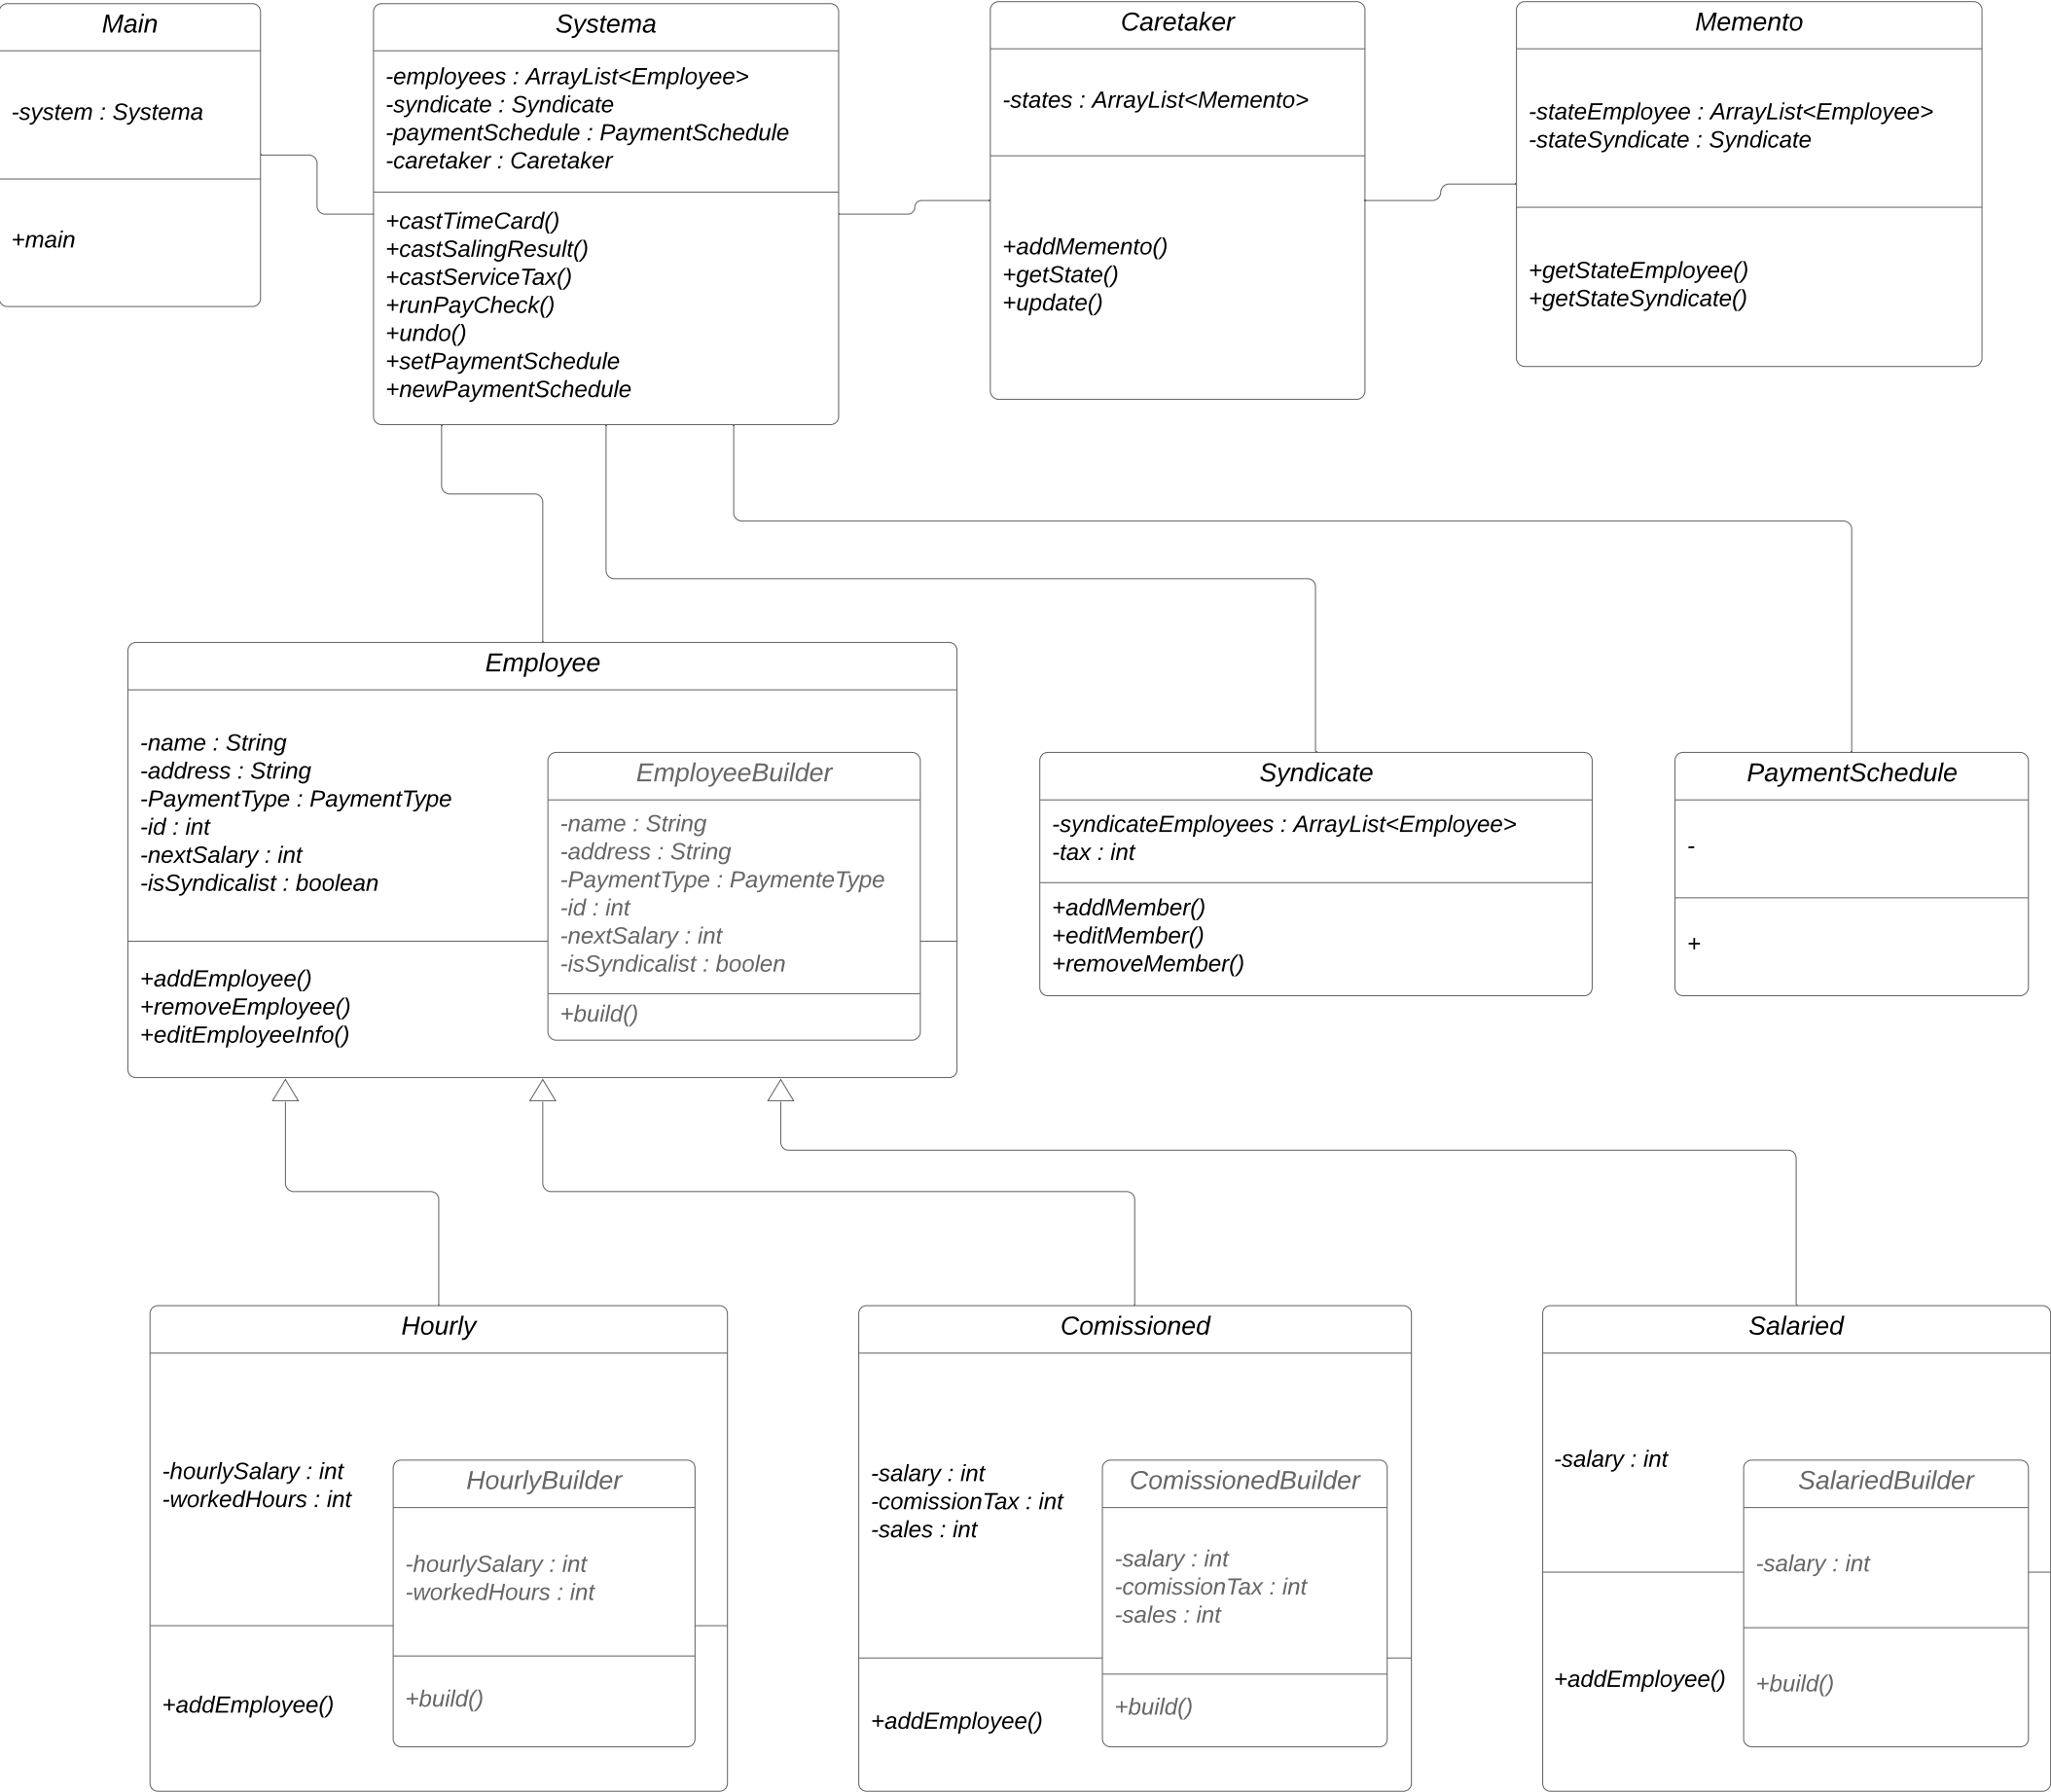 Main
-system : Systema
+main
Systema
-employees : ArrayList<Employee>
-syndicate : Syndicate
-paymentSchedule : PaymentSchedule
-caretaker : Caretaker
+castTimeCard()
+castSalingResult()
+castServiceTax()
+runPayCheck()
+undo()
+setPaymentSchedule
+newPaymentSchedule
Caretaker
-states : ArrayList<Memento>
+addMemento()
+getState()
+update()
Memento
-stateEmployee : ArrayList<Employee>
-stateSyndicate : Syndicate
+getStateEmployee()
+getStateSyndicate()
Employee
-name : String
-address : String
-PaymentType : PaymentType
-id : int
-nextSalary : int
-isSyndicalist : boolean
+addEmployee()
+removeEmployee()
+editEmployeeInfo()
EmployeeBuilder
-name : String
-address : String
-PaymentType : PaymenteType
-id : int
-nextSalary : int
-isSyndicalist : boolen
+build()
Syndicate
-syndicateEmployees : ArrayList<Employee>
-tax : int
+addMember()
+editMember()
+removeMember()
PaymentSchedule
-
+
Hourly
-hourlySalary : int
-workedHours : int
+addEmployee()
HourlyBuilder
-hourlySalary : int
-workedHours : int
+build()
Comissioned
-salary : int
-comissionTax : int
-sales : int
+addEmployee()
ComissionedBuilder
-salary : int
-comissionTax : int
-sales : int
+build()
Salaried
-salary : int
+addEmployee()
SalariedBuilder
-salary : int
+build()